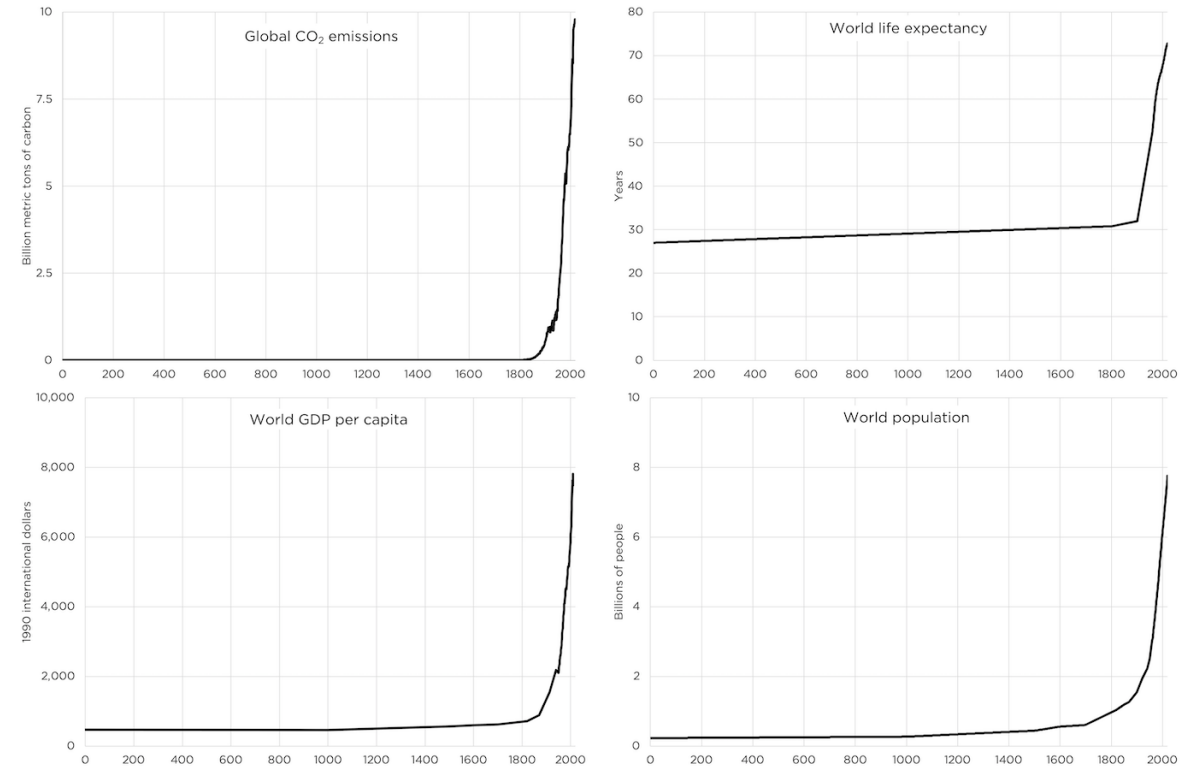 Global CO₂ emissions
Billion metric tons of carbon
10
7.5
5
2.5
0
0 200 400 600 800 1000 1200 1400 1600 1800 2000
World life expectancy
Years
80
70
60
50
40
30
20
10
0
0 200 400 600 800 1000 1200 1400 1600 1800 2000
World GDP per capita
1990 international dollars
10,000
8,000
6,000
4,000
2,000
0
0 200 400 600 800 1000 1200 1400 1600 1800 2000
World population
Billions of people
10
8
6
4
2
0
0 200 400 600 800 1000 1200 1400 1600 1800 2000